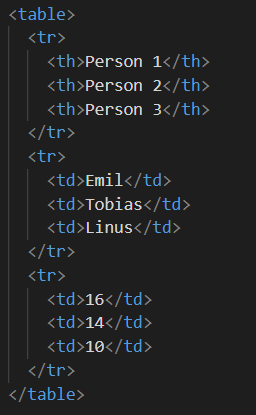 <table>
  <tr>
    <th>Person 1</th>
    <th>Person 2</th>
    <th>Person 3</th>
  </tr>
  <tr>
    <td>Emil</td>
    <td>Tobias</td>
    <td>Linus</td>
  </tr>
  <tr>
    <td>16</td>
    <td>14</td>
    <td>10</td>
  </tr>
</table>